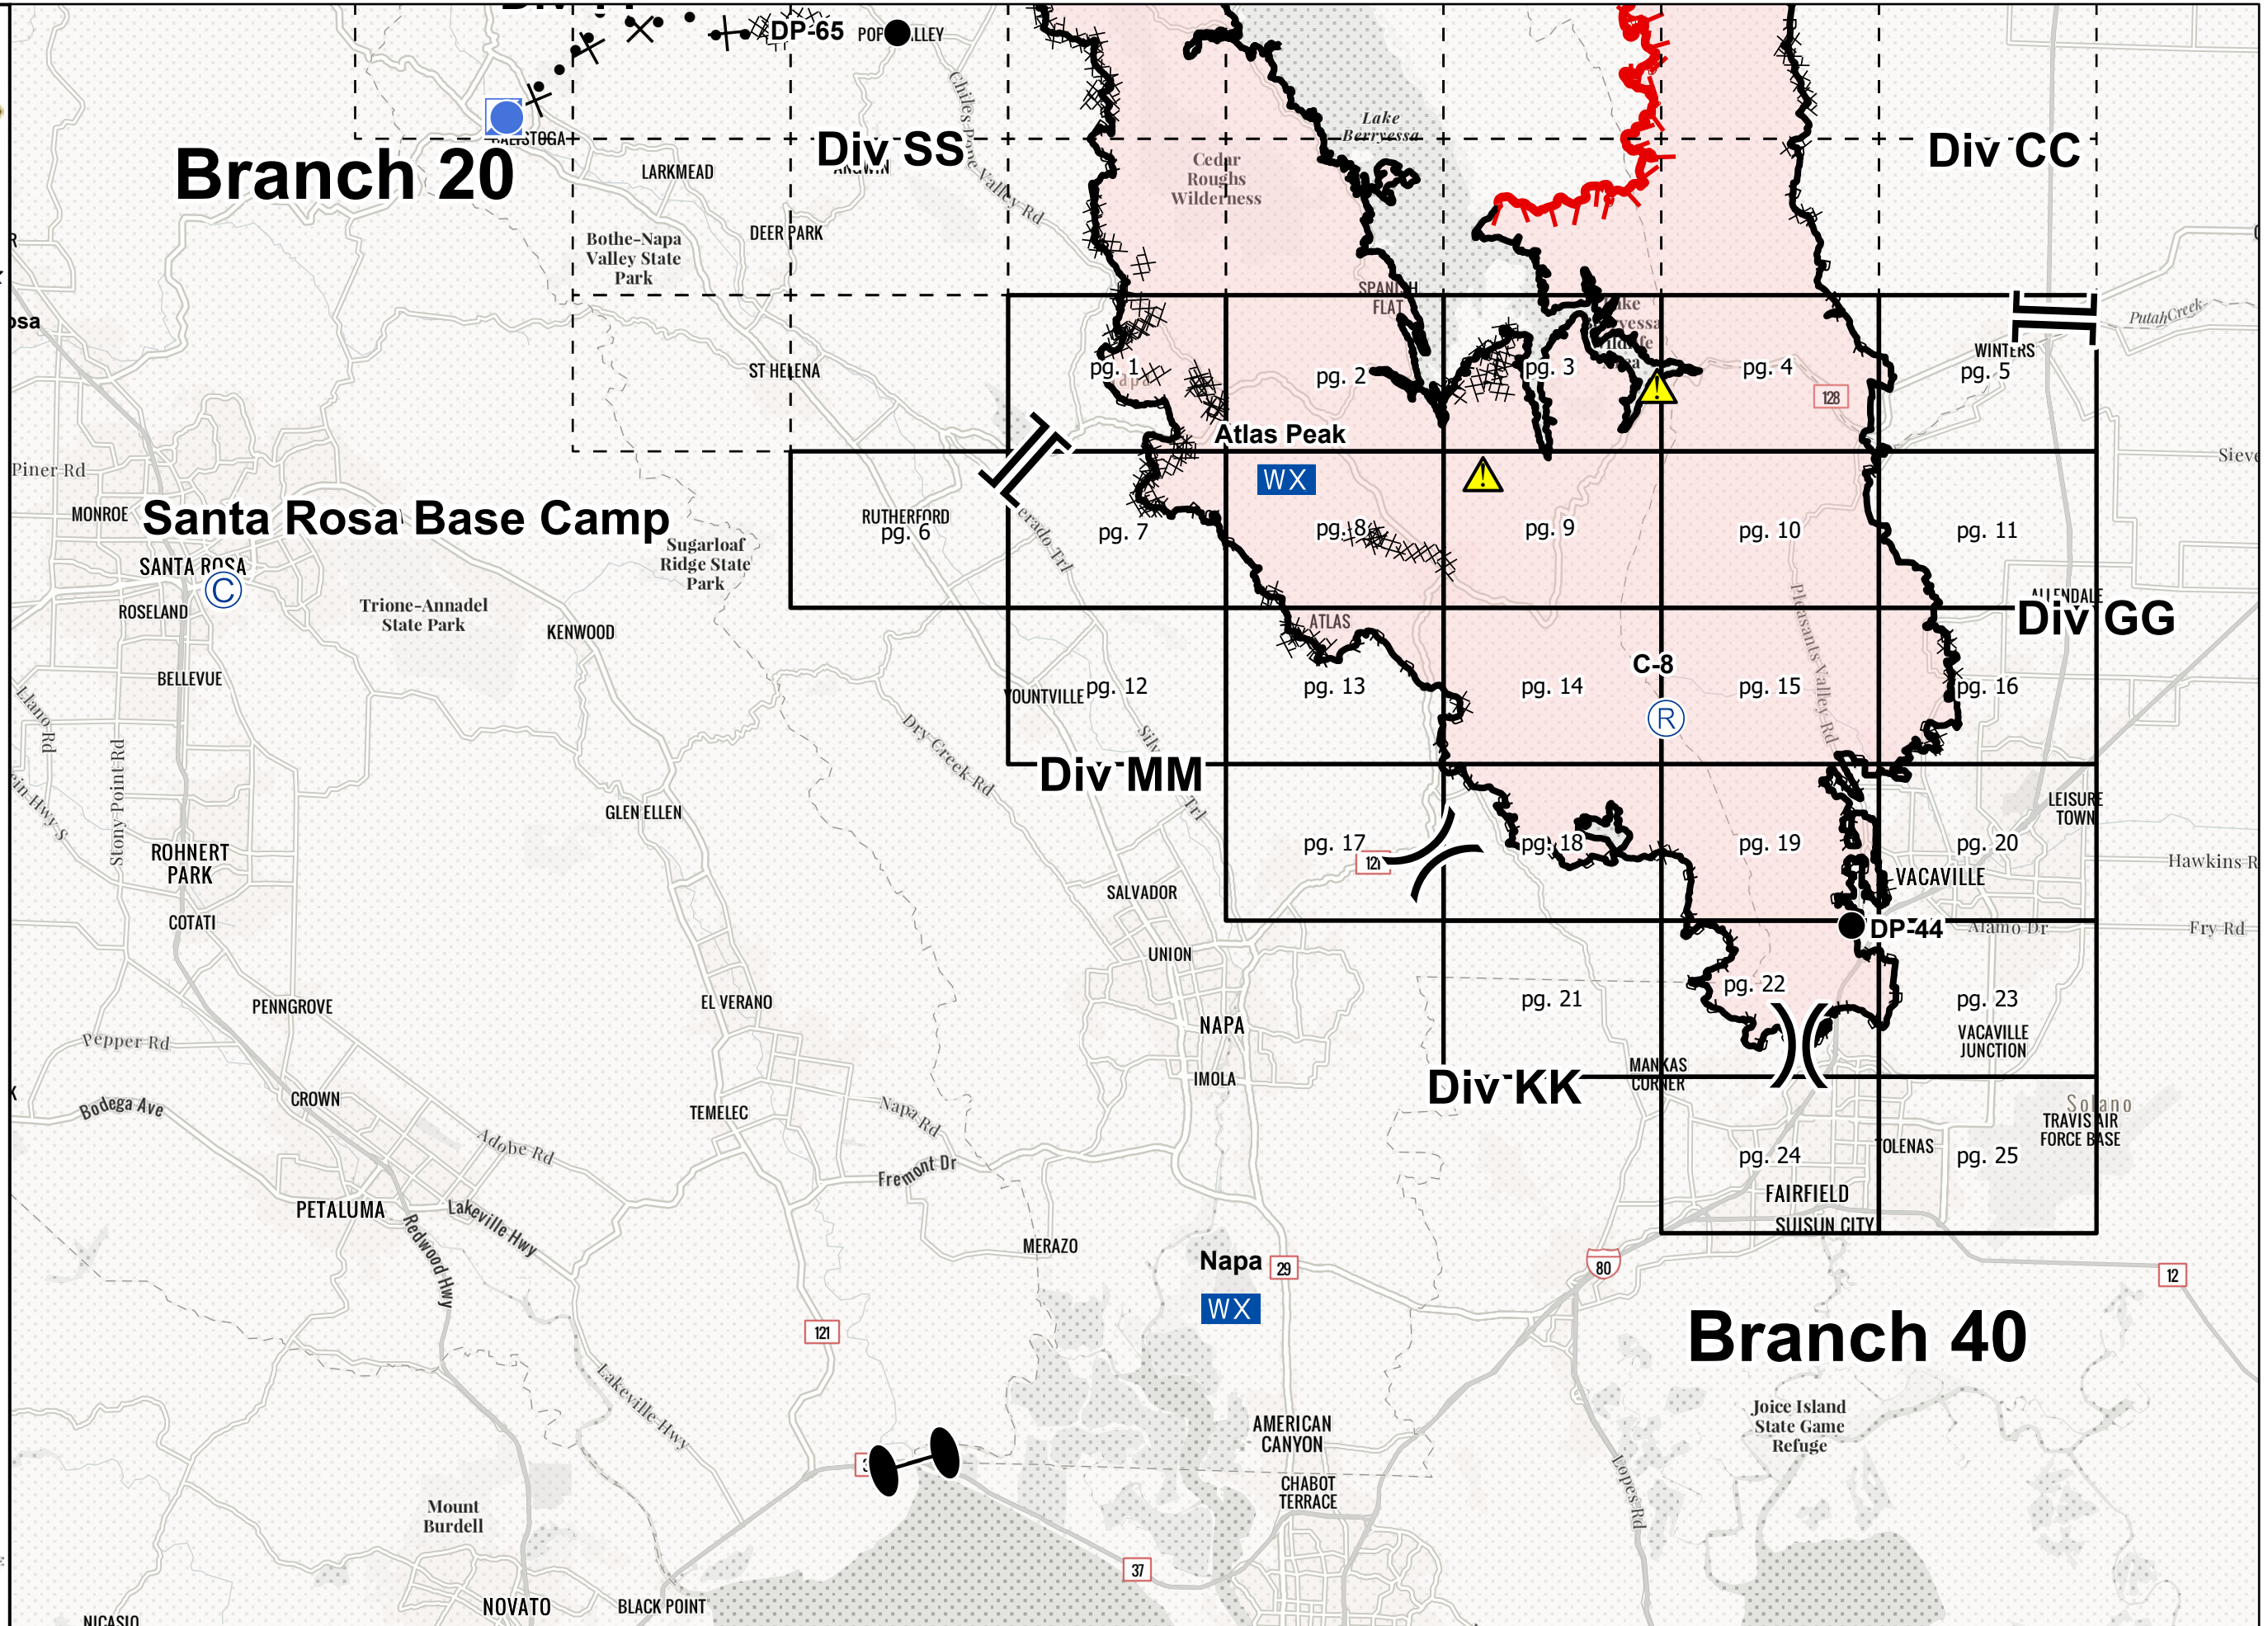 DP-65
Chiles Pope Valley Rd
Lake
Berryessa
Branch 20
Div SS
Div CC
LARKMEAD
Cedar
Roughs
Wilderness
DEER PARK
Bothe-Napa
Valley State
Park
SPANISH
FLAT
osa
Putah Creek
WINTERS
ST HELENA
pg. 1
pg. 2
pg. 3
pg. 4
pg. 5
128
Atlas Peak
WX
Piner Rd
MONROE
Santa Rosa Base Camp
RUTHERFORD
pg. 6
pg. 7
pg. 8
pg. 9
pg. 10
pg. 11
Sugarloaf
Ridge State
Park
SANTA ROSA
C
ROSELAND
Trione-Annadel
State Park
KENWOOD
ATLAS
ALLENDALE
Div GG
Pleasants Valley Rd
C-8
R
BELLEVUE
Llano Rd
YOUNTVILLE
pg. 12
pg. 13
pg. 14
pg. 15
pg. 16
Dry Creek Rd
Stony Point Rd
Div MM
GLEN ELLEN
LEISURE
TOWN
ROHNERT
PARK
pg. 17
121
pg. 18
pg. 19
pg. 20
Hawkins R
VACAVILLE
SALVADOR
COTATI
DP-44
Alamo Dr
Fry Rd
UNION
pg. 21
pg. 22
pg. 23
PENNGROVE
EL VERANO
NAPA
VACAVILLE
JUNCTION
Pepper Rd
IMOLA
MANKAS
CORNER
Div KK
CROWN
Bodega Ave
TEMELEC
Napa Rd
Solano
TRAVIS AIR
FORCE BASE
Adobe Rd
TOLENAS
pg. 24
pg. 25
Fremont Dr
FAIRFIELD
PETALUMA
Lakeville Hwy
SUISUN CITY
Redwood Hwy
MERAZO
Napa
29
80
12
WX
121
Branch 40
Lakeville Hwy
Joice Island
State Game
Refuge
AMERICAN
CANYON
CHABOT
TERRACE
Lopes Rd
Mount
Burdell
37
NOVATO
BLACK POINT
NICASIO